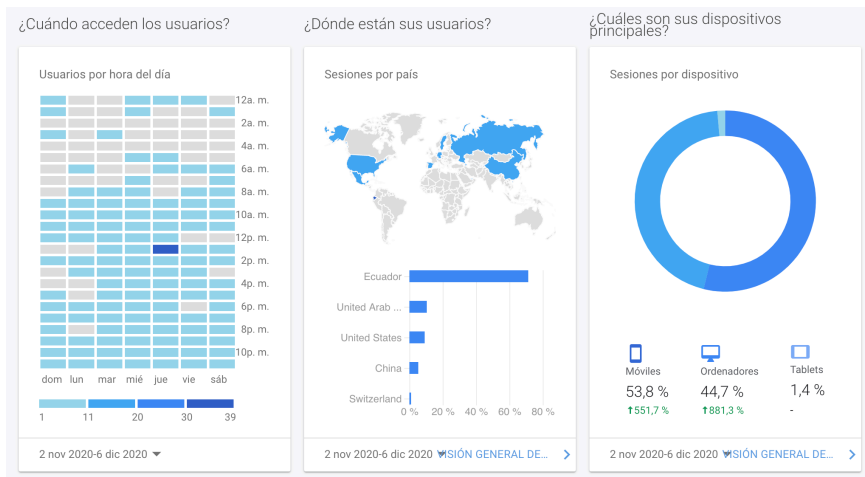 ¿Cuándo acceden los usuarios?
Usuarios por hora del día
12a. m.
2a. m.
4a. m.
6a. m.
8a. m.
10a. m.
12p. m.
2p. m.
4p. m.
6p. m.
8p. m.
10p. m.
dom lun mar mié jue vie sáb
1 11 20 30 39
2 nov 2020-6 dic 2020
¿Dónde están sus usuarios?
Sesiones por país
Ecuador
United Arab ...
United States
China
Switzerland
0 % 20 % 40 % 60 % 80 %
2 nov 2020-6 dic 2020 VISIÓN GENERAL DE...
¿Cuáles son sus dispositivos
principales?
Sesiones por dispositivo
Móviles Ordenadores Tablets
53,8 % 44,7 % 1,4 %
↑551,7 % ↑881,3 % -
2 nov 2020-6 dic 2020 VISIÓN GENERAL DE...